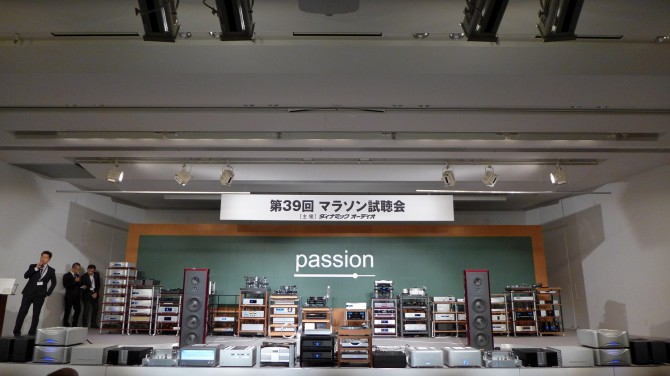 第39回 マラソン試聴会
[主催] ダイナミック オーディオ
passion